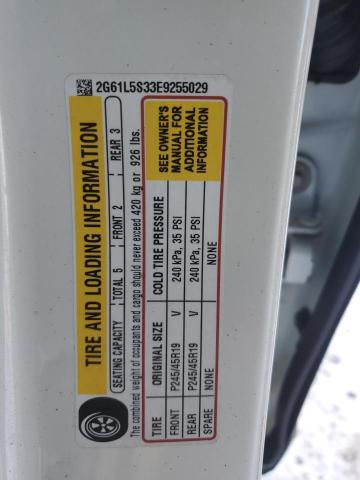 2G61L5S33E9255029
TIRE AND LOADING INFORMATION
SEATING CAPACITY TOTAL 5 FRONT 2 REAR 3
The combined weight of occupants and cargo should never exceed 420 kg or 926 lbs.
TIRE ORIGINAL SIZE COLD TIRE PRESSURE
FRONT P245/45R19 V 240 kPa, 35 PSI
REAR P245/45R19 V 240 kPa, 35 PSI
SPARE NONE NONE
SEE OWNER'S
MANUAL FOR
ADDITIONAL
INFORMATION